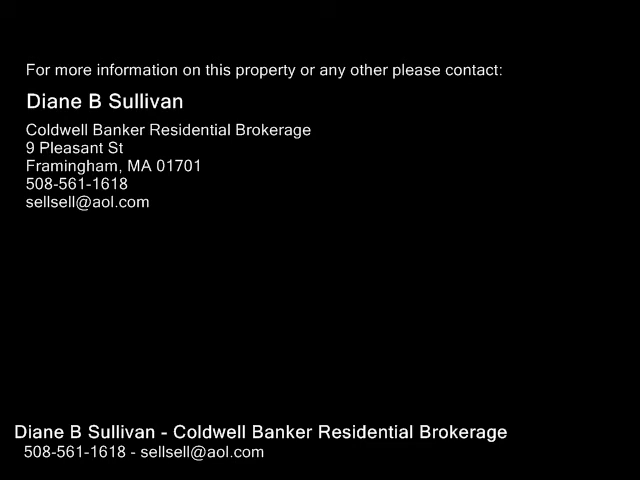 For more information on this property or any other please contact:
Diane B Sullivan
Coldwell Banker Residential Brokerage
9 Pleasant St
Framingham, MA 01701
508-561-1618
sellsell@aol.com
Diane B Sullivan - Coldwell Banker Residential Brokerage
508-561-1618 - sellsell@aol.com